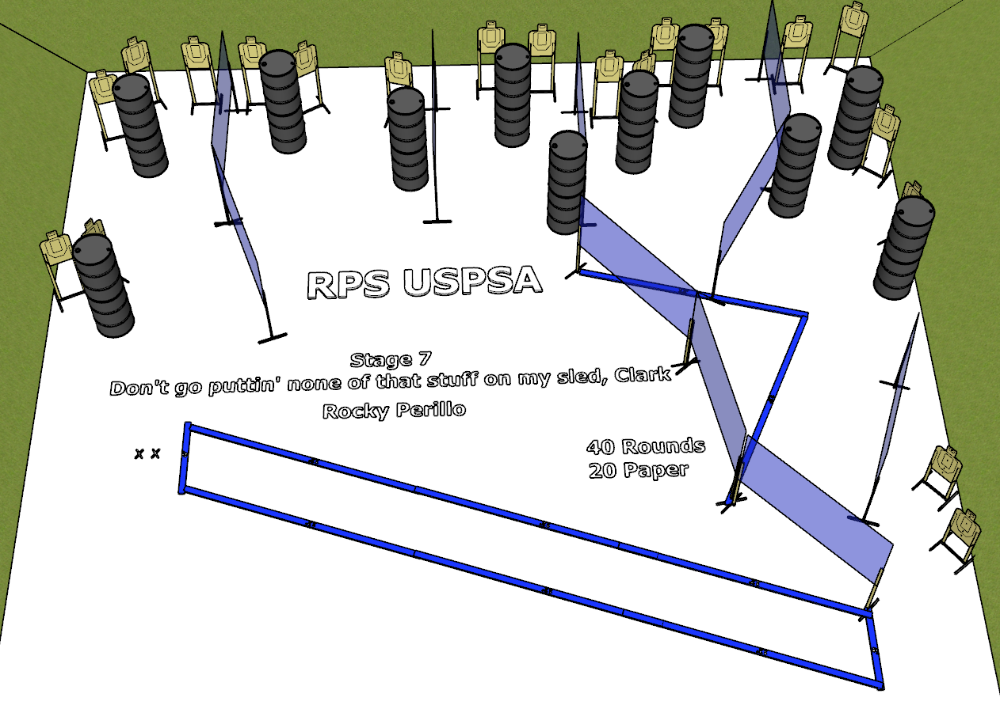 RPS USPSA
Stage 7
Don't go puttin' none of that stuff on my sled, Clark
Rocky Perillo
40 Rounds
20 Paper
X X